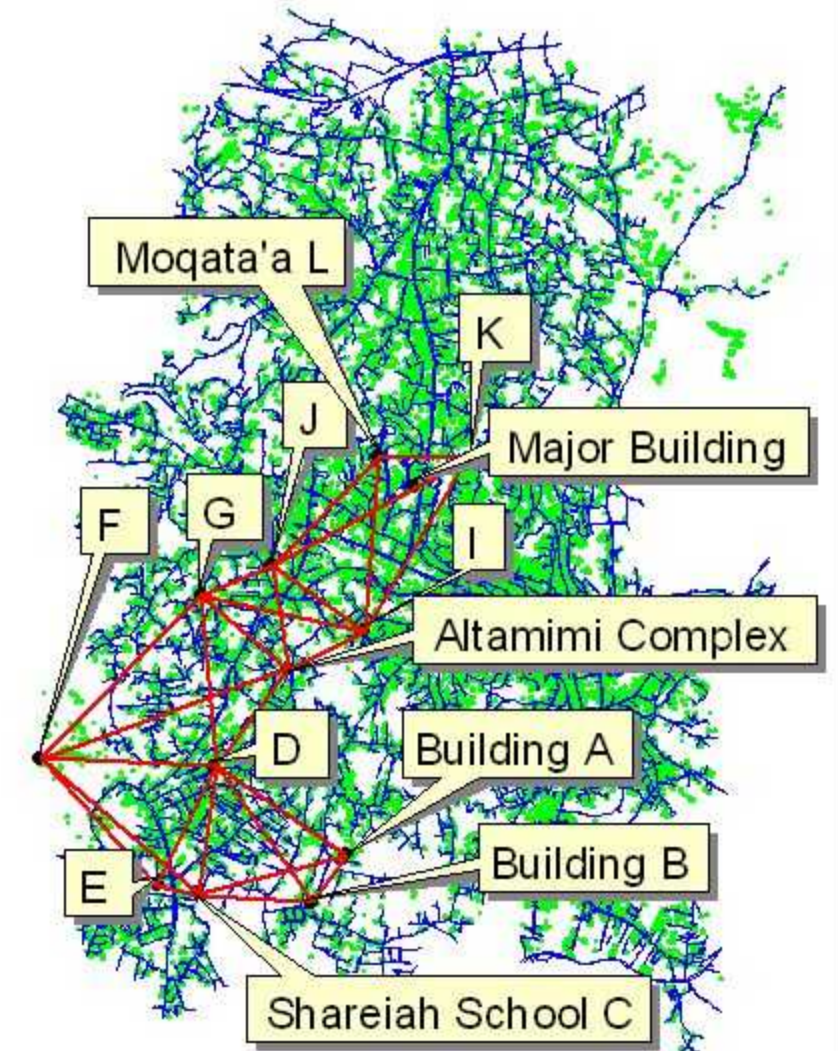 Moqata'a L
K
J
Major Building
G
F
I
Altamimi Complex
D
Building A
Building B
E
Shareiah School C